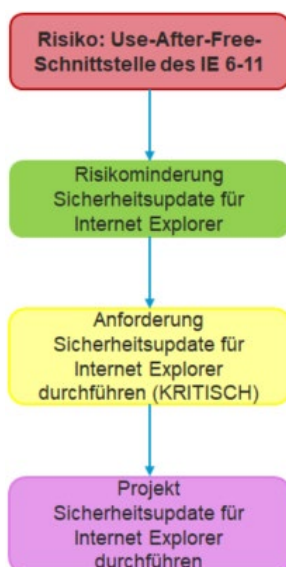 Risiko: Use-After-Free-
Schnittstelle des IE 6-11
Risikominderung
Sicherheitsupdate für
Internet Explorer
Anforderung
Sicherheitsupdate für
Internet Explorer
durchführen (KRITISCH)
Projekt
Sicherheitsupdate für
Internet Explorer
durchführen